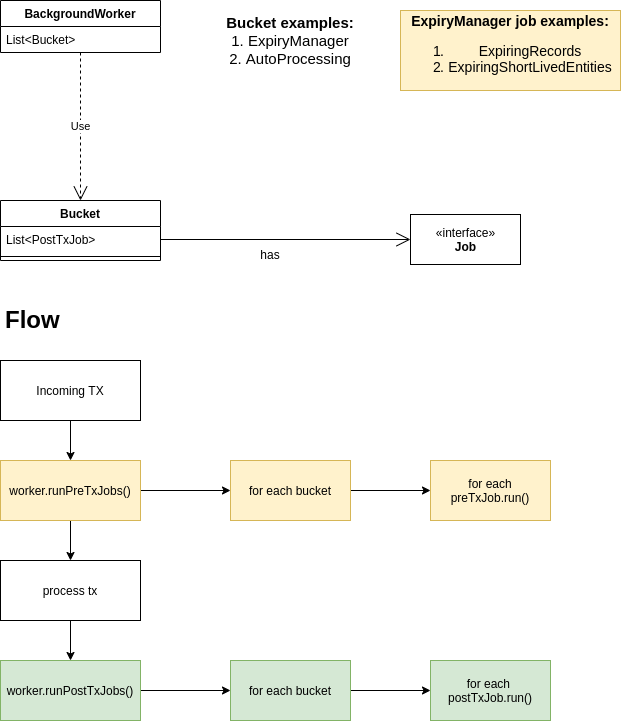 BackgroundWorker
List<Bucket>
Bucket examples:
1. ExpiryManager
2. AutoProcessing
ExpiryManager job examples:
1. ExpiringRecords
2. ExpiringShortLivedEntities
Use
Bucket
List<PostTxJob>
has
«interface»
Job
Flow
Incoming TX
worker.runPreTxJobs()
for each bucket
for each
preTxJob.run()
process tx
worker.runPostTxJobs()
for each bucket
for each
postTxJob.run()